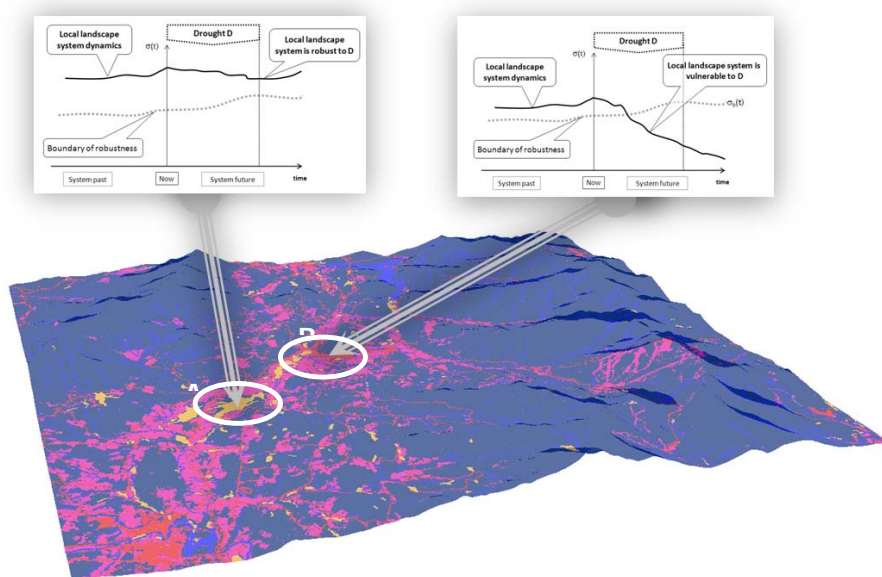 Local landscape
system dynamics
σ(t)
Drought D
Local landscape
system is robust to D
Boundary of robustness
System past
Now
System future
time
Drought D
σ(t)
Local landscape
system dynamics
Local landscape system is
vulnerable to D
σ₀(t)
Boundary of robustness
System past
Now
System future
time